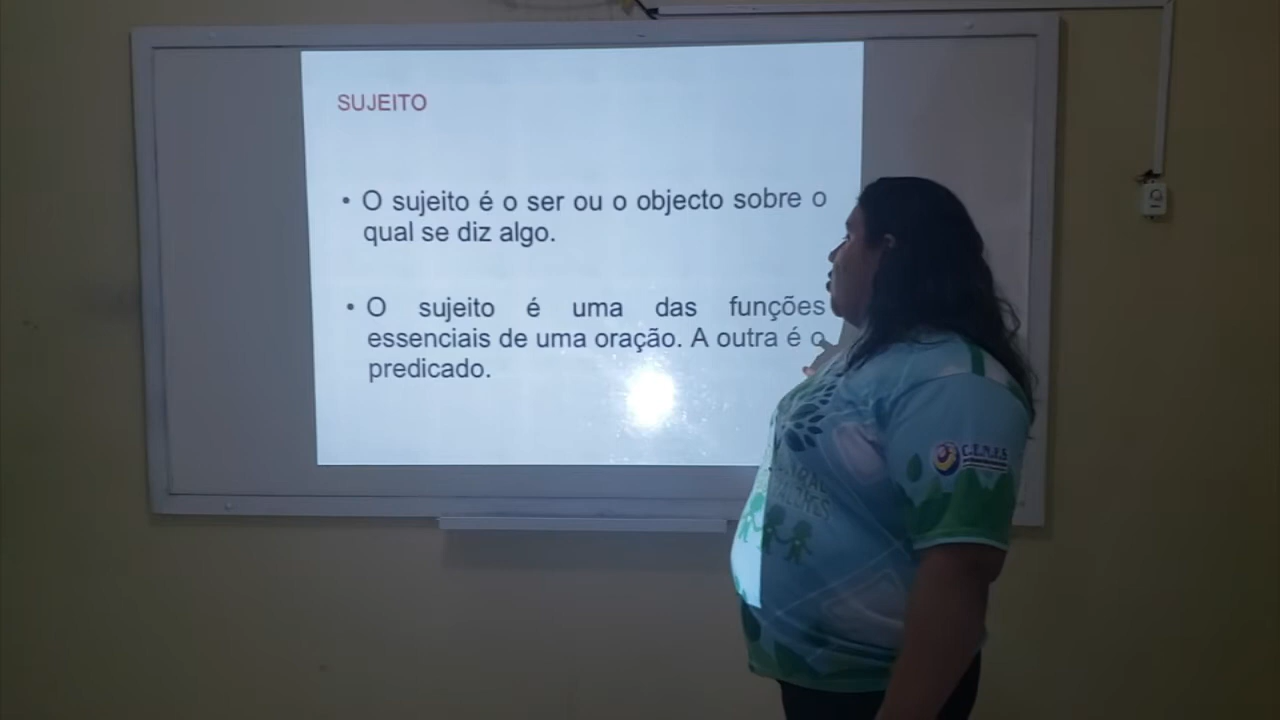 SUJEITO
• O sujeito é o ser ou o objecto sobre o
qual se diz algo.
• O sujeito é uma das funções
essenciais de uma oração. A outra é o
predicado.
C.E.M.F.S